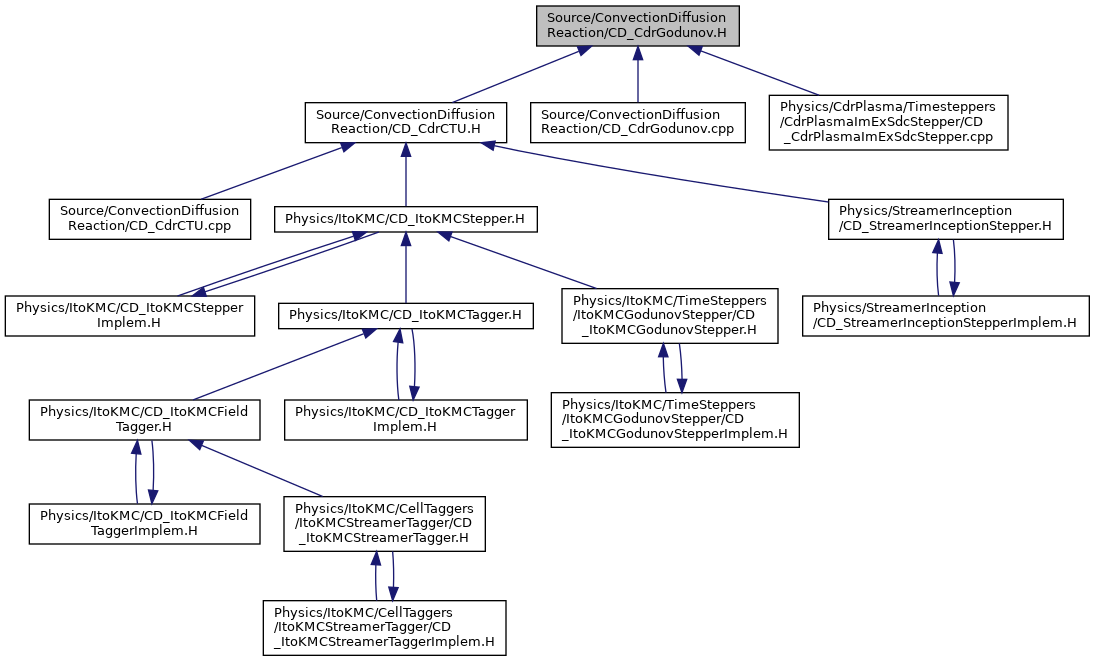 Source/ConvectionDiffusion
Reaction/CD_CdrGodunov.H
Source/ConvectionDiffusion
Reaction/CD_CdrCTU.H
Source/ConvectionDiffusion
Reaction/CD_CdrGodunov.cpp
Physics/CdrPlasma/Timesteppers
/CdrPlasmaImExSdcStepper/CD
_CdrPlasmaImExSdcStepper.cpp
Source/ConvectionDiffusion
Reaction/CD_CdrCTU.cpp
Physics/ItoKMC/CD_ItoKMCStepper.H
Physics/StreamerInception
/CD_StreamerInceptionStepper.H
Physics/ItoKMC/CD_ItoKMCStepper
Implem.H
Physics/ItoKMC/CD_ItoKMCTagger.H
Physics/ItoKMC/TimeSteppers
/ItoKMCGodunovStepper/CD
_ItoKMCGodunovStepper.H
Physics/StreamerInception
/CD_StreamerInceptionStepperImplem.H
Physics/ItoKMC/CD_ItoKMCField
Tagger.H
Physics/ItoKMC/CD_ItoKMCTagger
Implem.H
Physics/ItoKMC/TimeSteppers
/ItoKMCGodunovStepper/CD
_ItoKMCGodunovStepperImplem.H
Physics/ItoKMC/CD_ItoKMCField
TaggerImplem.H
Physics/ItoKMC/CellTaggers
/ItoKMCStreamerTagger/CD
_ItoKMCStreamerTagger.H
Physics/ItoKMC/CellTaggers
/ItoKMCStreamerTagger/CD
_ItoKMCStreamerTaggerImplem.H